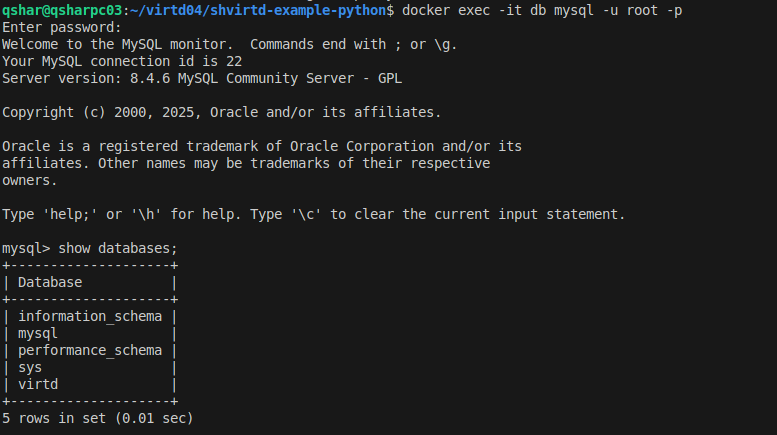 qshar@qsharpc03:~/virtd04/shvirtd-example-python$ docker exec -it db mysql -u root -p
Enter password:
Welcome to the MySQL monitor.  Commands end with ; or \g.
Your MySQL connection id is 22
Server version: 8.4.6 MySQL Community Server - GPL

Copyright (c) 2000, 2025, Oracle and/or its affiliates.

Oracle is a registered trademark of Oracle Corporation and/or its
affiliates. Other names may be trademarks of their respective
owners.

Type 'help;' or '\h' for help. Type '\c' to clear the current input statement.

mysql> show databases;
+--------------------+
| Database           |
+--------------------+
| information_schema |
| mysql              |
| performance_schema |
| sys                |
| virtd              |
+--------------------+
5 rows in set (0.01 sec)